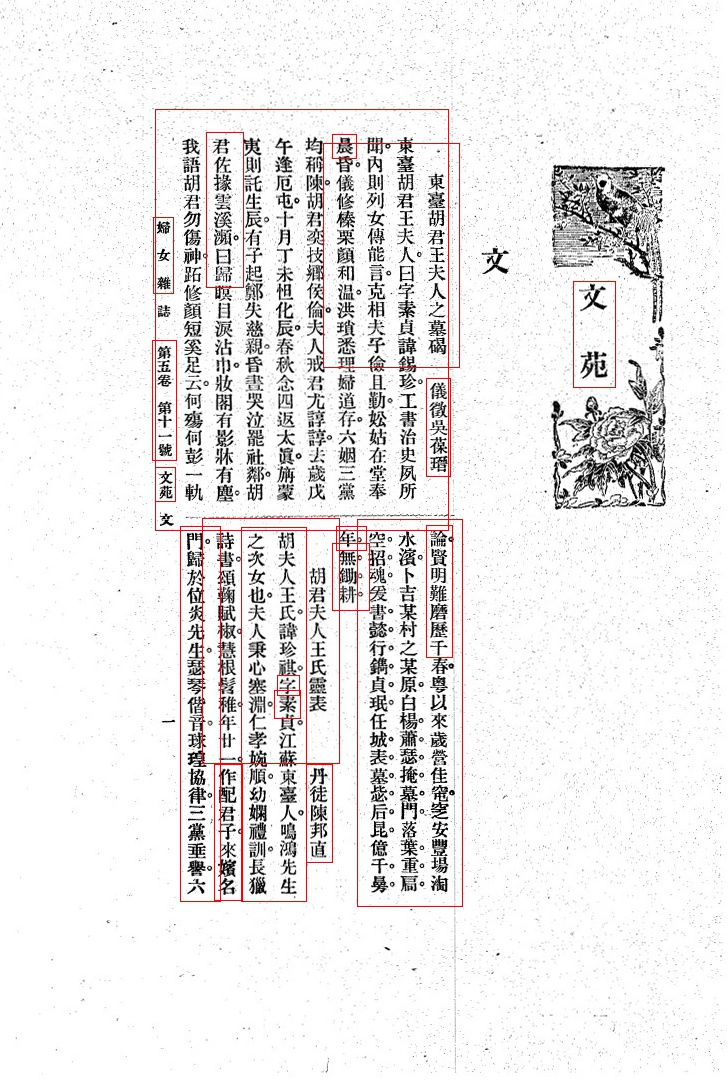 文苑
文
東臺胡君王夫人之墓碣
儀徵吳葆瑨
東臺胡君王夫人曰字素貞諱錫珍工書治史夙所
聞內則列女傳能言克相夫子儉且勤姑在堂奉
晨昏儀修榛栗顏和温洪瑣悉理婦道存六姻三黨
均稱陳胡君奕技鄉侯倫夫人戒君尤諄諄去歲戊
午逢厄屯十月丁未怛化辰春秋念四返太眞旃蒙
夷則託生辰有子起鄭失慈親昏晝哭泣罷社鄰胡
君佐掾雲溪瀕曰歸瞑目淚沾巾妝閣有影牀有塵
我語胡君勿傷神跖修顏短奚足云何殤何彭一軌
論賢明難磨歷千春粵以來歲營佳窀穸安豐場淘
水濱卜吉某村之某原白楊蕭瑟掩墓門落葉重扃
空招魂爰書懿行鐫貞珉任城表墓毖后昆億千
年無鋤耕
胡君夫人王氏靈表
丹徒陳邦直
胡夫人王氏諱珍祺字素貞江蘇東臺人鳴鴻先生
之次女也夫人秉心塞淵仁孝婉順幼嫻禮訓長獵
詩書頌鞠賦椒慧根髫稚年廿一作配君子來嬪名
門歸於位炎先生瑟琴偕音球瑝協律三黨垂譽六
婦女雜誌
第五卷 第十一號
文苑
文
一